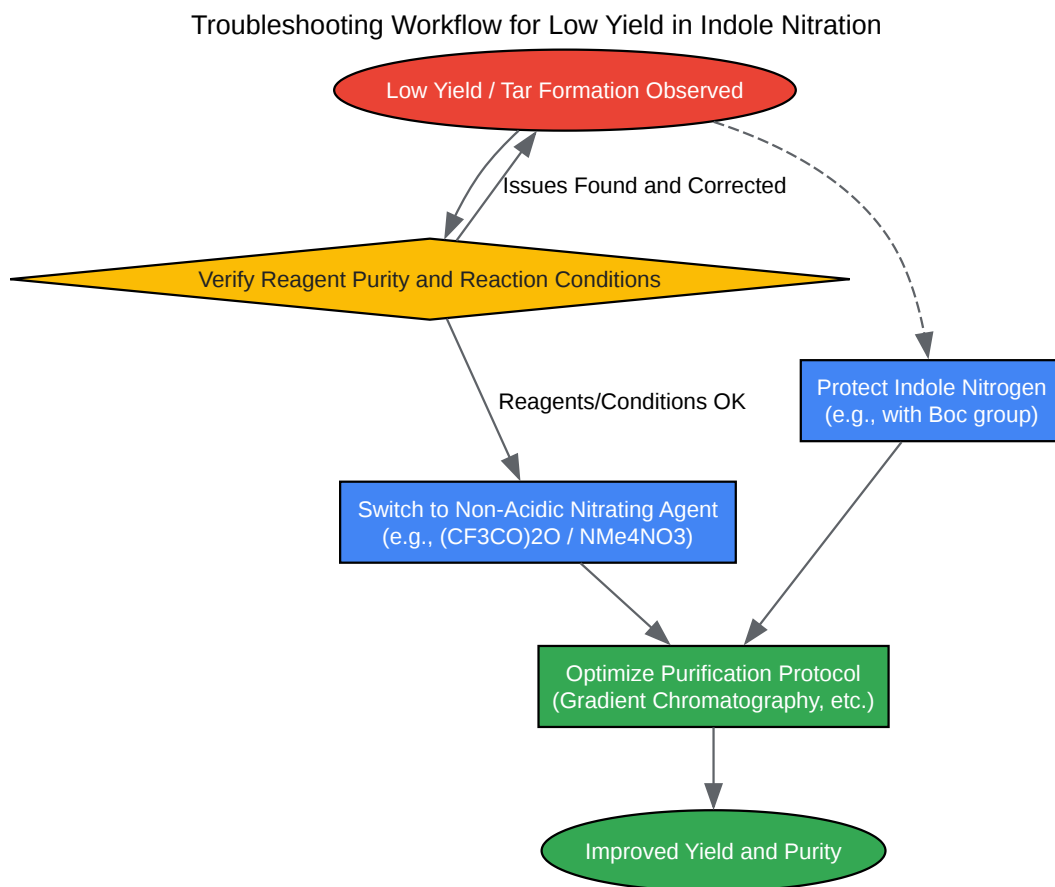 Troubleshooting Workflow for Low Yield in Indole Nitration
Low Yield / Tar Formation Observed
Issues Found and Corrected
Verify Reagent Purity and Reaction Conditions
Protect Indole Nitrogen
(e.g., with Boc group)
Reagents/Conditions OK
Switch to Non-Acidic Nitrating Agent
(e.g., (CF3CO)2O / NMe4NO3)
Optimize Purification Protocol
(Gradient Chromatography, etc.)
Improved Yield and Purity